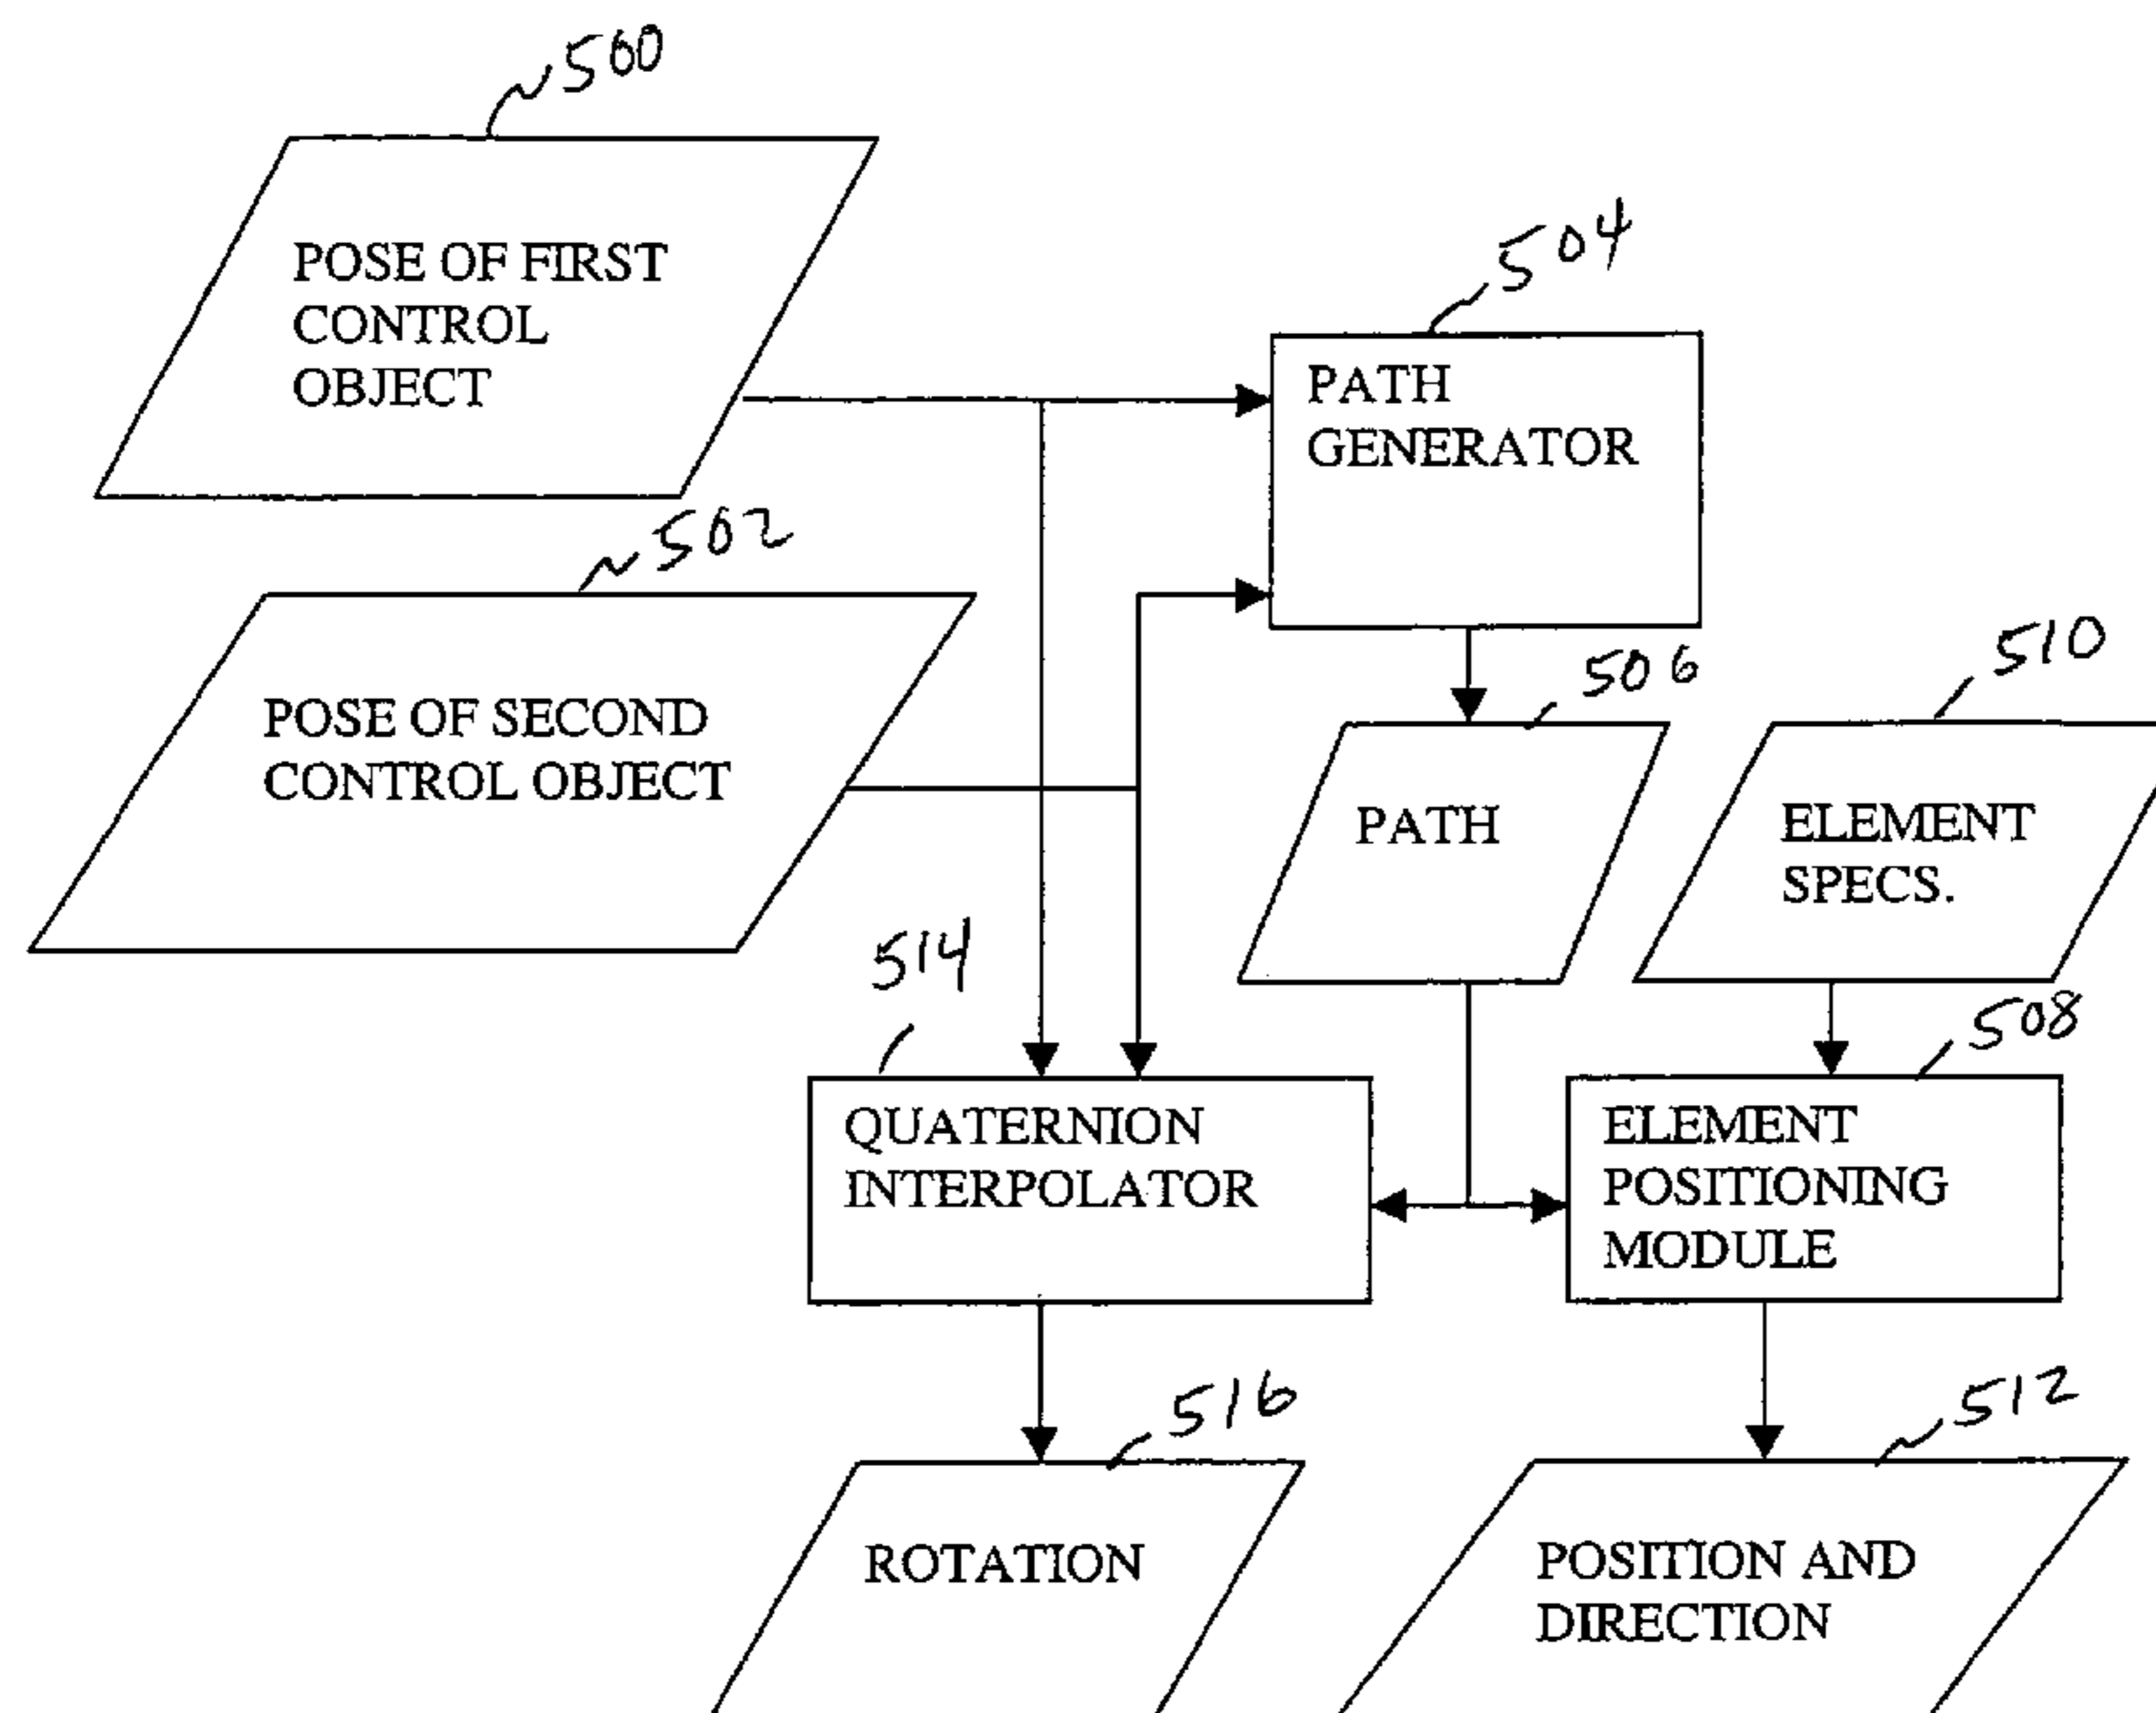 500
POSE OF FIRST
CONTROL
OBJECT
504
PATH
GENERATOR
502
POSE OF SECOND
CONTROL OBJECT
506
PATH
510
ELEMENT
SPECS.
514
QUATERNION
INTERPOLATOR
508
ELEMENT
POSITIONING
MODULE
516
ROTATION
512
POSITION AND
DIRECTION